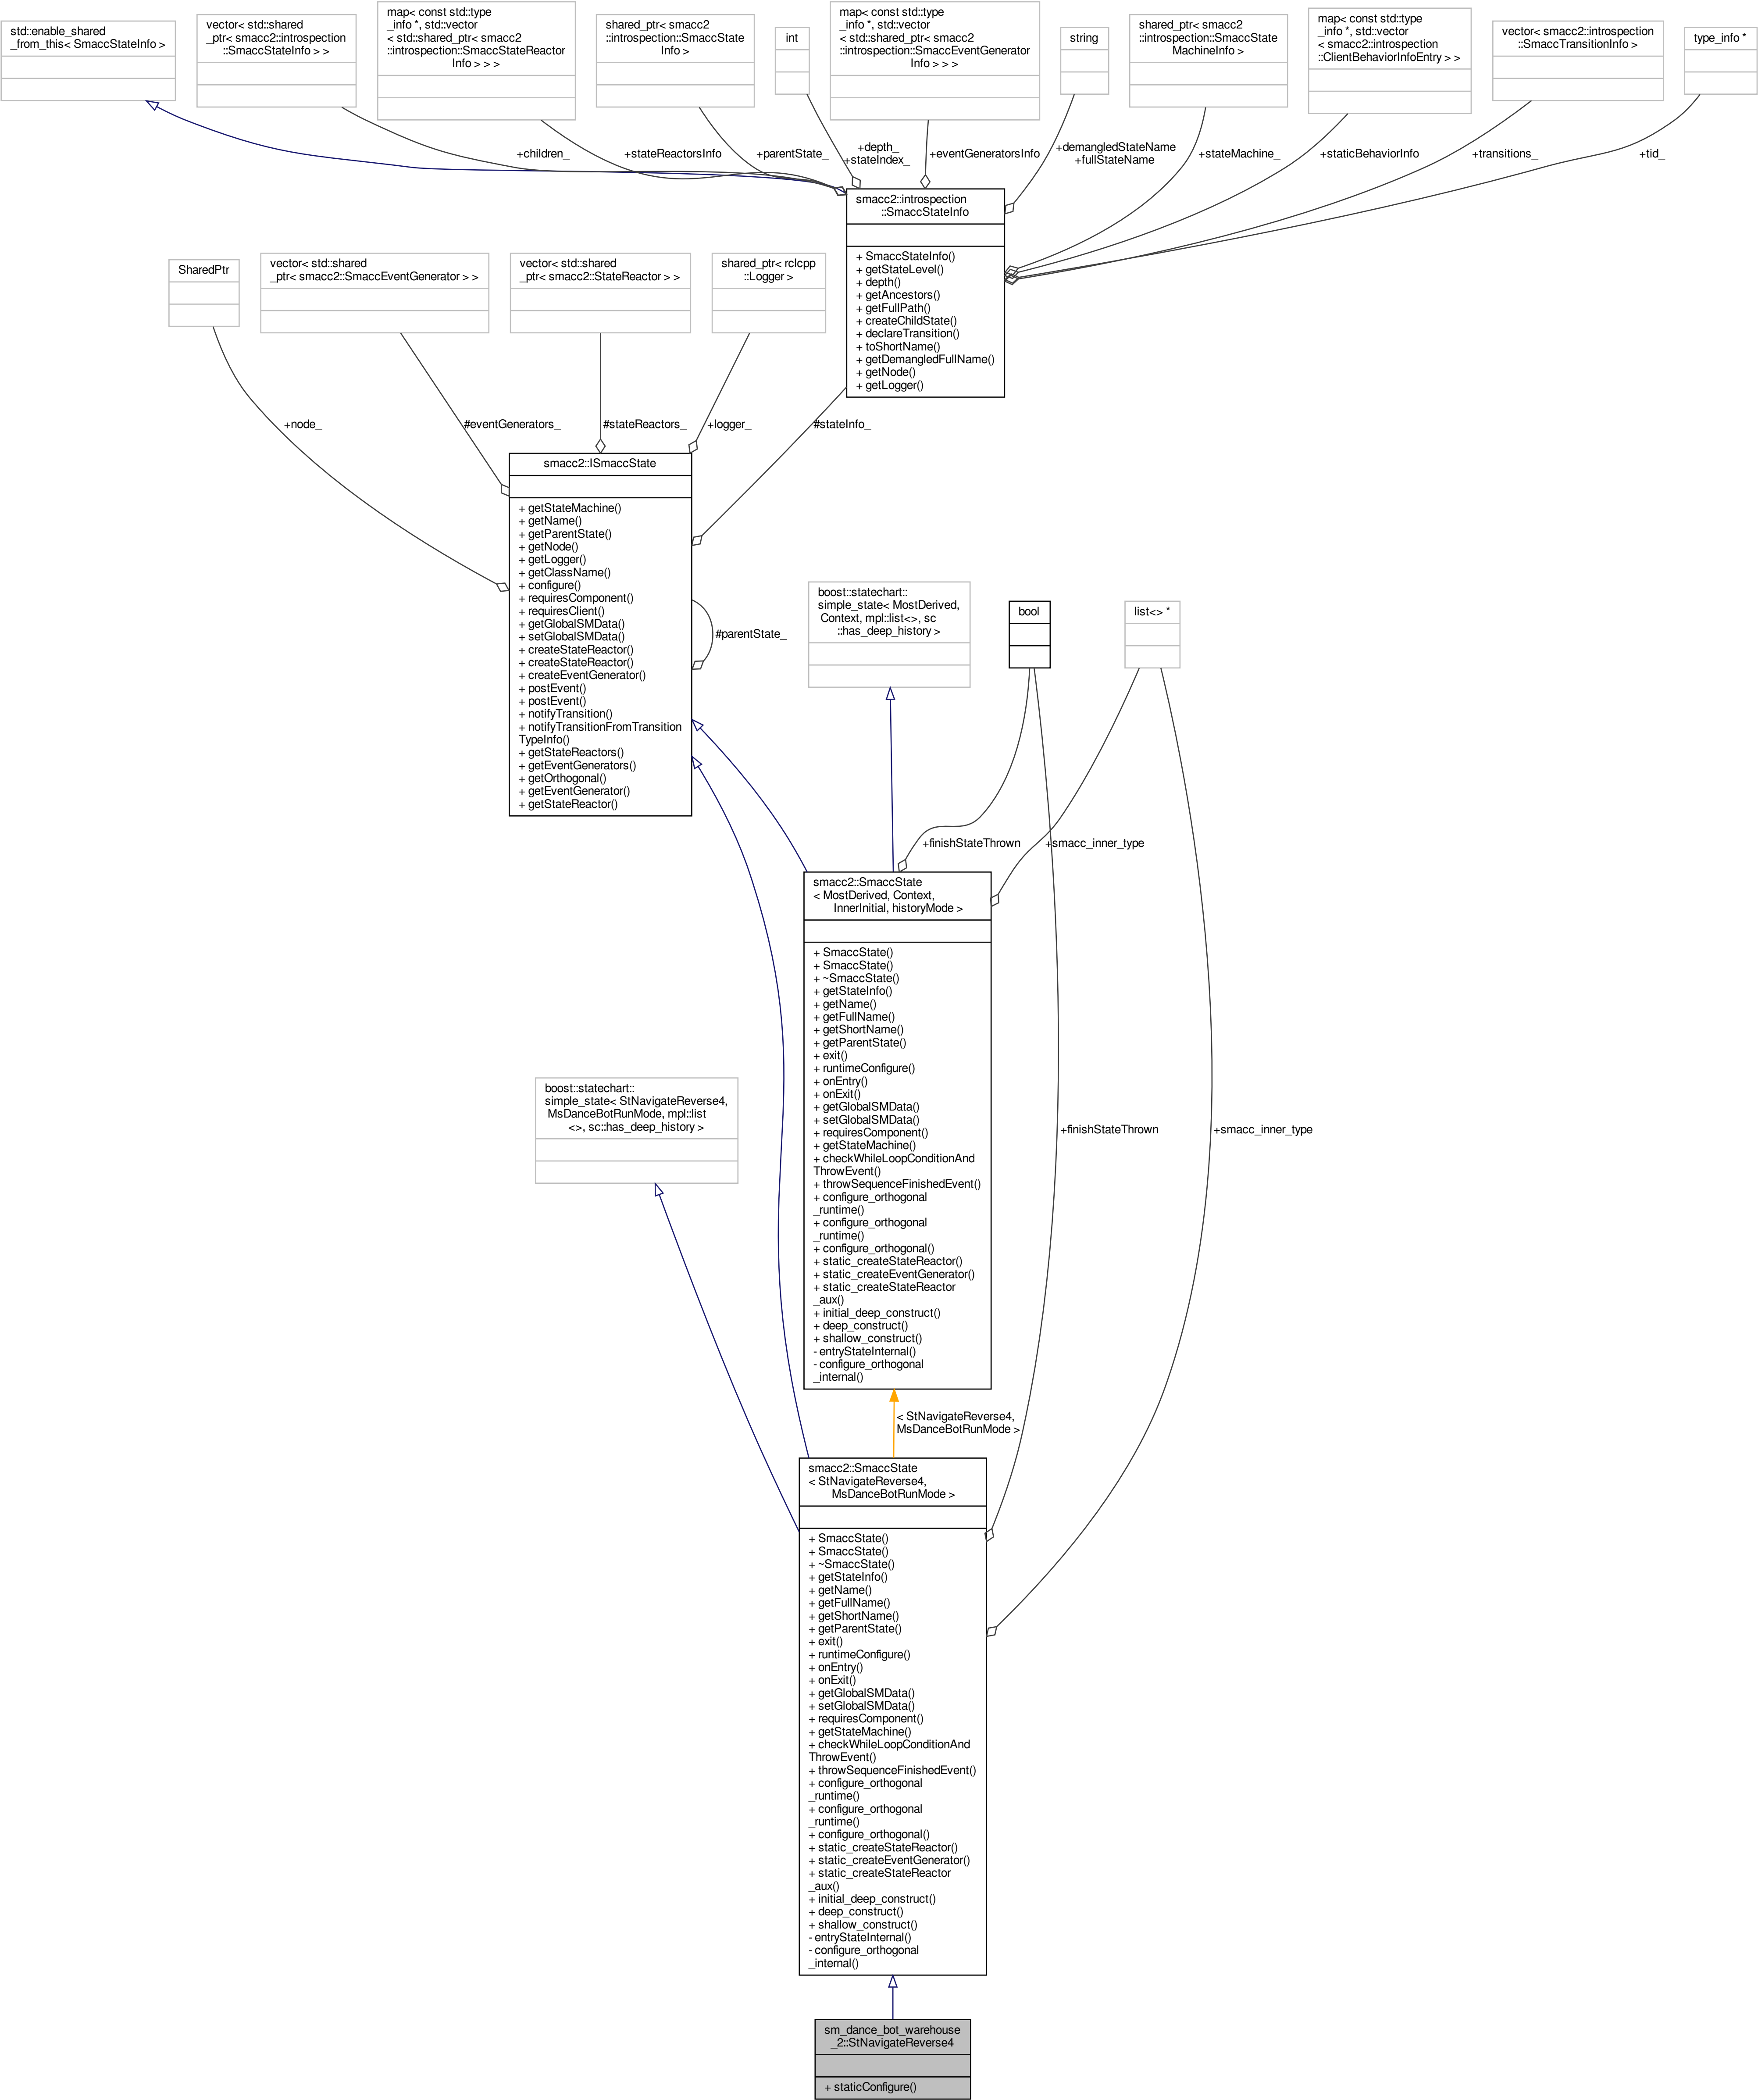 std::enable_shared
_from_this< SmaccStateInfo >
vector< std::shared
_ptr< smacc2::introspection
::SmaccStateInfo > >
map< const std::type
_info *, std::vector
< std::shared_ptr< smacc2
::introspection::SmaccStateReactor
Info > > >
shared_ptr< smacc2
::introspection::SmaccState
Info >
int
map< const std::type
_info *, std::vector
< std::shared_ptr< smacc2
::introspection::SmaccEventGenerator
Info > > >
string
shared_ptr< smacc2
::introspection::SmaccState
MachineInfo >
map< const std::type
_info *, std::vector
< smacc2::introspection
::ClientBehaviorInfoEntry > >
vector< smacc2::introspection
::SmaccTransitionInfo >
type_info *
+children_
+stateReactorsInfo
+parentState_
+depth_
+stateIndex_
+eventGeneratorsInfo
+demangledStateName
+fullStateName
+stateMachine_
+staticBehaviorInfo
+transitions_
+tid_
smacc2::introspection
::SmaccStateInfo
+ SmaccStateInfo()
+ getStateLevel()
+ depth()
+ getAncestors()
+ getFullPath()
+ createChildState()
+ declareTransition()
+ toShortName()
+ getDemangledFullName()
+ getNode()
+ getLogger()
SharedPtr
vector< std::shared
_ptr< smacc2::SmaccEventGenerator > >
vector< std::shared
_ptr< smacc2::StateReactor > >
shared_ptr< rclcpp
::Logger >
+node_
#eventGenerators_
#stateReactors_
+logger_
#stateInfo_
smacc2::ISmaccState
+ getStateMachine()
+ getName()
+ getParentState()
+ getNode()
+ getLogger()
+ getClassName()
+ configure()
+ requiresComponent()
+ requiresClient()
+ getGlobalSMData()
+ setGlobalSMData()
+ createStateReactor()
+ createStateReactor()
+ createEventGenerator()
+ postEvent()
+ postEvent()
+ notifyTransition()
+ notifyTransitionFromTransition
TypeInfo()
+ getStateReactors()
+ getEventGenerators()
+ getOrthogonal()
+ getEventGenerator()
+ getStateReactor()
#parentState_
boost::statechart::
simple_state< MostDerived,
Context, mpl::list<>, sc
::has_deep_history >
bool
list<> *
+finishStateThrown
+smacc_inner_type
smacc2::SmaccState
< MostDerived, Context,
InnerInitial, historyMode >
+ SmaccState()
+ SmaccState()
+ ~SmaccState()
+ getStateInfo()
+ getName()
+ getFullName()
+ getShortName()
+ getParentState()
+ exit()
+ runtimeConfigure()
+ onEntry()
+ onExit()
+ getGlobalSMData()
+ setGlobalSMData()
+ requiresComponent()
+ getStateMachine()
+ checkWhileLoopConditionAnd
ThrowEvent()
+ throwSequenceFinishedEvent()
+ configure_orthogonal
_runtime()
+ configure_orthogonal
_runtime()
+ configure_orthogonal()
+ static_createStateReactor()
+ static_createEventGenerator()
+ static_createStateReactor
_aux()
+ initial_deep_construct()
+ deep_construct()
+ shallow_construct()
- entryStateInternal()
- configure_orthogonal
_internal()
boost::statechart::
simple_state< StNavigateReverse4,
MsDanceBotRunMode, mpl::list
<>, sc::has_deep_history >
+finishStateThrown
+smacc_inner_type
< StNavigateReverse4,
MsDanceBotRunMode >
smacc2::SmaccState
< StNavigateReverse4,
MsDanceBotRunMode >
+ SmaccState()
+ SmaccState()
+ ~SmaccState()
+ getStateInfo()
+ getName()
+ getFullName()
+ getShortName()
+ getParentState()
+ exit()
+ runtimeConfigure()
+ onEntry()
+ onExit()
+ getGlobalSMData()
+ setGlobalSMData()
+ requiresComponent()
+ getStateMachine()
+ checkWhileLoopConditionAnd
ThrowEvent()
+ throwSequenceFinishedEvent()
+ configure_orthogonal
_runtime()
+ configure_orthogonal
_runtime()
+ configure_orthogonal()
+ static_createStateReactor()
+ static_createEventGenerator()
+ static_createStateReactor
_aux()
+ initial_deep_construct()
+ deep_construct()
+ shallow_construct()
- entryStateInternal()
- configure_orthogonal
_internal()
sm_dance_bot_warehouse
_2::StNavigateReverse4
+ staticConfigure()